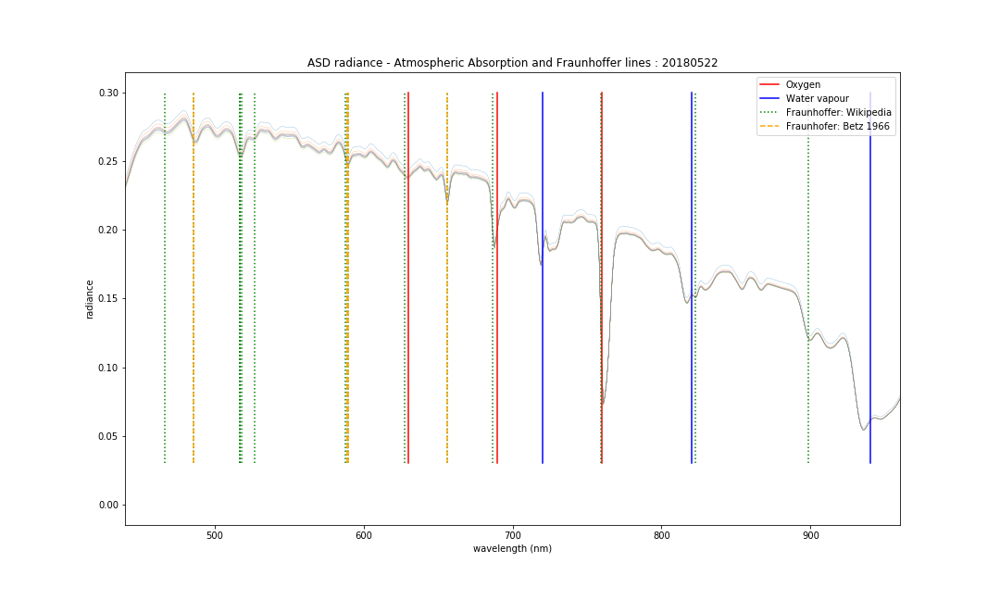 ASD radiance - Atmospheric Absorption and Fraunhoffer lines : 20180522
Oxygen
Water vapour
Fraunhoffer: Wikipedia
Fraunhofer: Betz 1966
0.30
0.25
0.20
0.15
0.10
0.05
0.00
radiance
500
600
700
800
900
wavelength (nm)